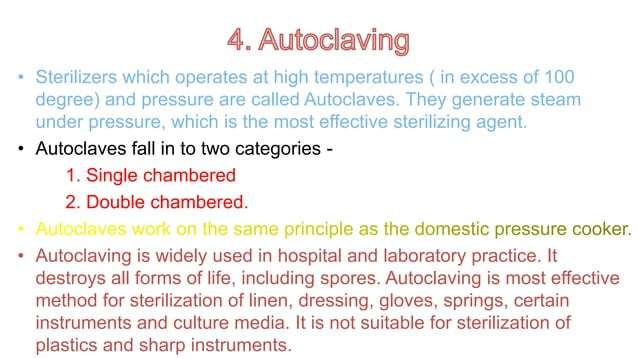 4. Autoclaving
• Sterilizers which operates at high temperatures ( in excess of 100
degree) and pressure are called Autoclaves. They generate steam
under pressure, which is the most effective sterilizing agent.
• Autoclaves fall in to two categories -
1. Single chambered
2. Double chambered.
• Autoclaves work on the same principle as the domestic pressure cooker.
• Autoclaving is widely used in hospital and laboratory practice. It
destroys all forms of life, including spores. Autoclaving is most effective
method for sterilization of linen, dressing, gloves, springs, certain
instruments and culture media. It is not suitable for sterilization of
plastics and sharp instruments.